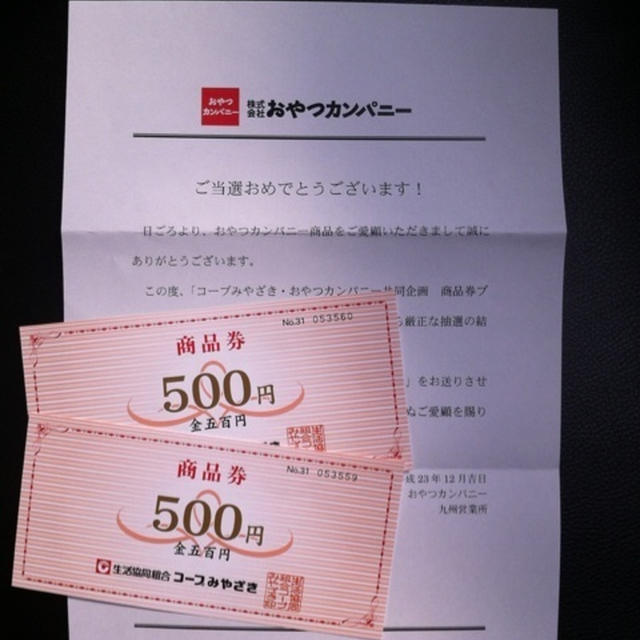 おやつ
カンパニー
株式
会社
おやつカンパニー
ご当選おめでとうございます！
日ごろより、おやつカンパニー商品をご愛顧いただきまして誠に
ありがとうございます。
この度、「コープみやざき・おやつカンパニー共同企画 商品券プ
厳正な抽選の結
」をお送りさせ
ぬご愛顧を賜り
成23年12月吉日
おやつカンパニー
九州営業所
No.31 053560
商品券
500円
金五百円
No.31 053559
商品券
500円
金五百円
生活協同組合 コープみやざき